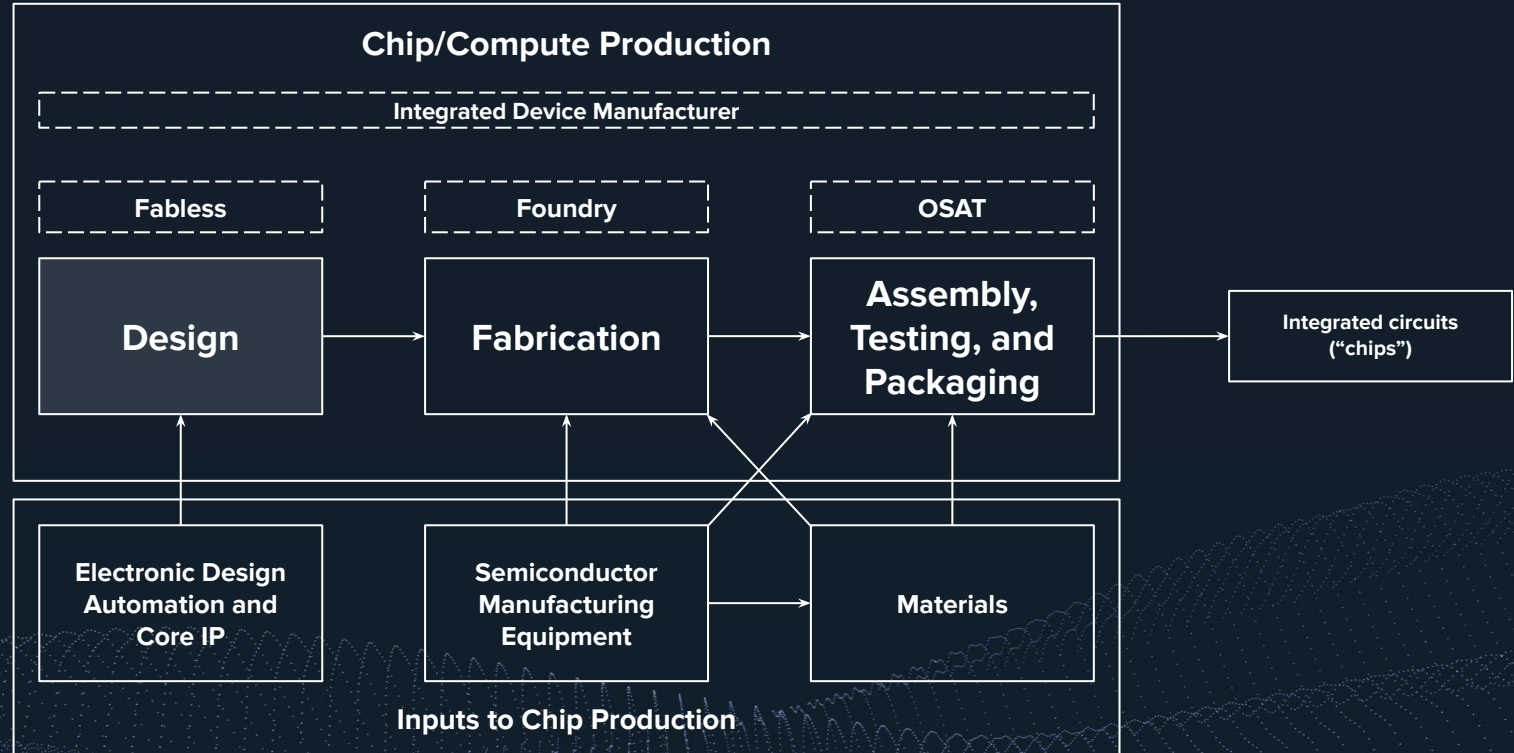 Chip/Compute Production
Integrated Device Manufacturer
Fabless
Foundry
OSAT
Design
Fabrication
Assembly,
Testing, and
Packaging
Integrated circuits
(“chips”)
Electronic Design
Automation and
Core IP
Semiconductor
Manufacturing
Equipment
Materials
Inputs to Chip Production